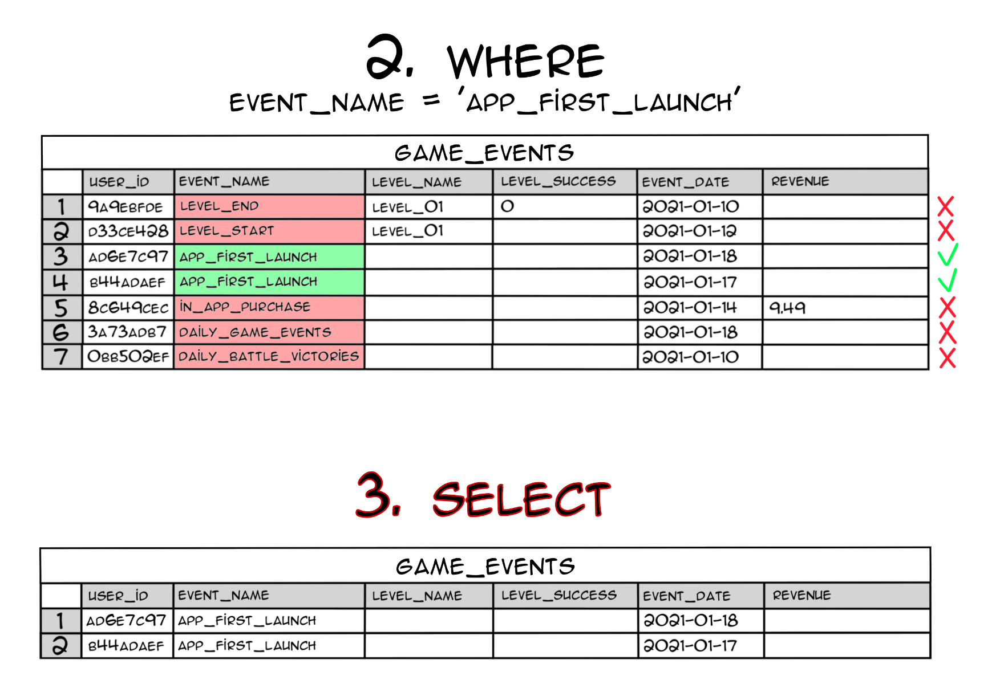 2. WHERE
EVENT_NAME = 'APP_FIRST_LAUNCH'
GAME_EVENTS
USER_ID EVENT_NAME LEVEL_NAME LEVEL_SUCCESS EVENT_DATE REVENUE
1 9A9EBFDE LEVEL_END LEVEL_01 0 2021-01-10
2 D33CE428 LEVEL_START LEVEL_01 2021-01-12
3 AD6E7C97 APP_FIRST_LAUNCH 2021-01-18
4 B44ADAEF APP_FIRST_LAUNCH 2021-01-17
5 8C649CEC IN_APP_PURCHASE 2021-01-14 9.49
6 3A73ADB7 DAILY_GAME_EVENTS 2021-01-18
7 0BB502EF DAILY_BATTLE_VICTORIES 2021-01-10
3. SELECT
GAME_EVENTS
USER_ID EVENT_NAME LEVEL_NAME LEVEL_SUCCESS EVENT_DATE REVENUE
1 AD6E7C97 APP_FIRST_LAUNCH 2021-01-18
2 B44ADAEF APP_FIRST_LAUNCH 2021-01-17